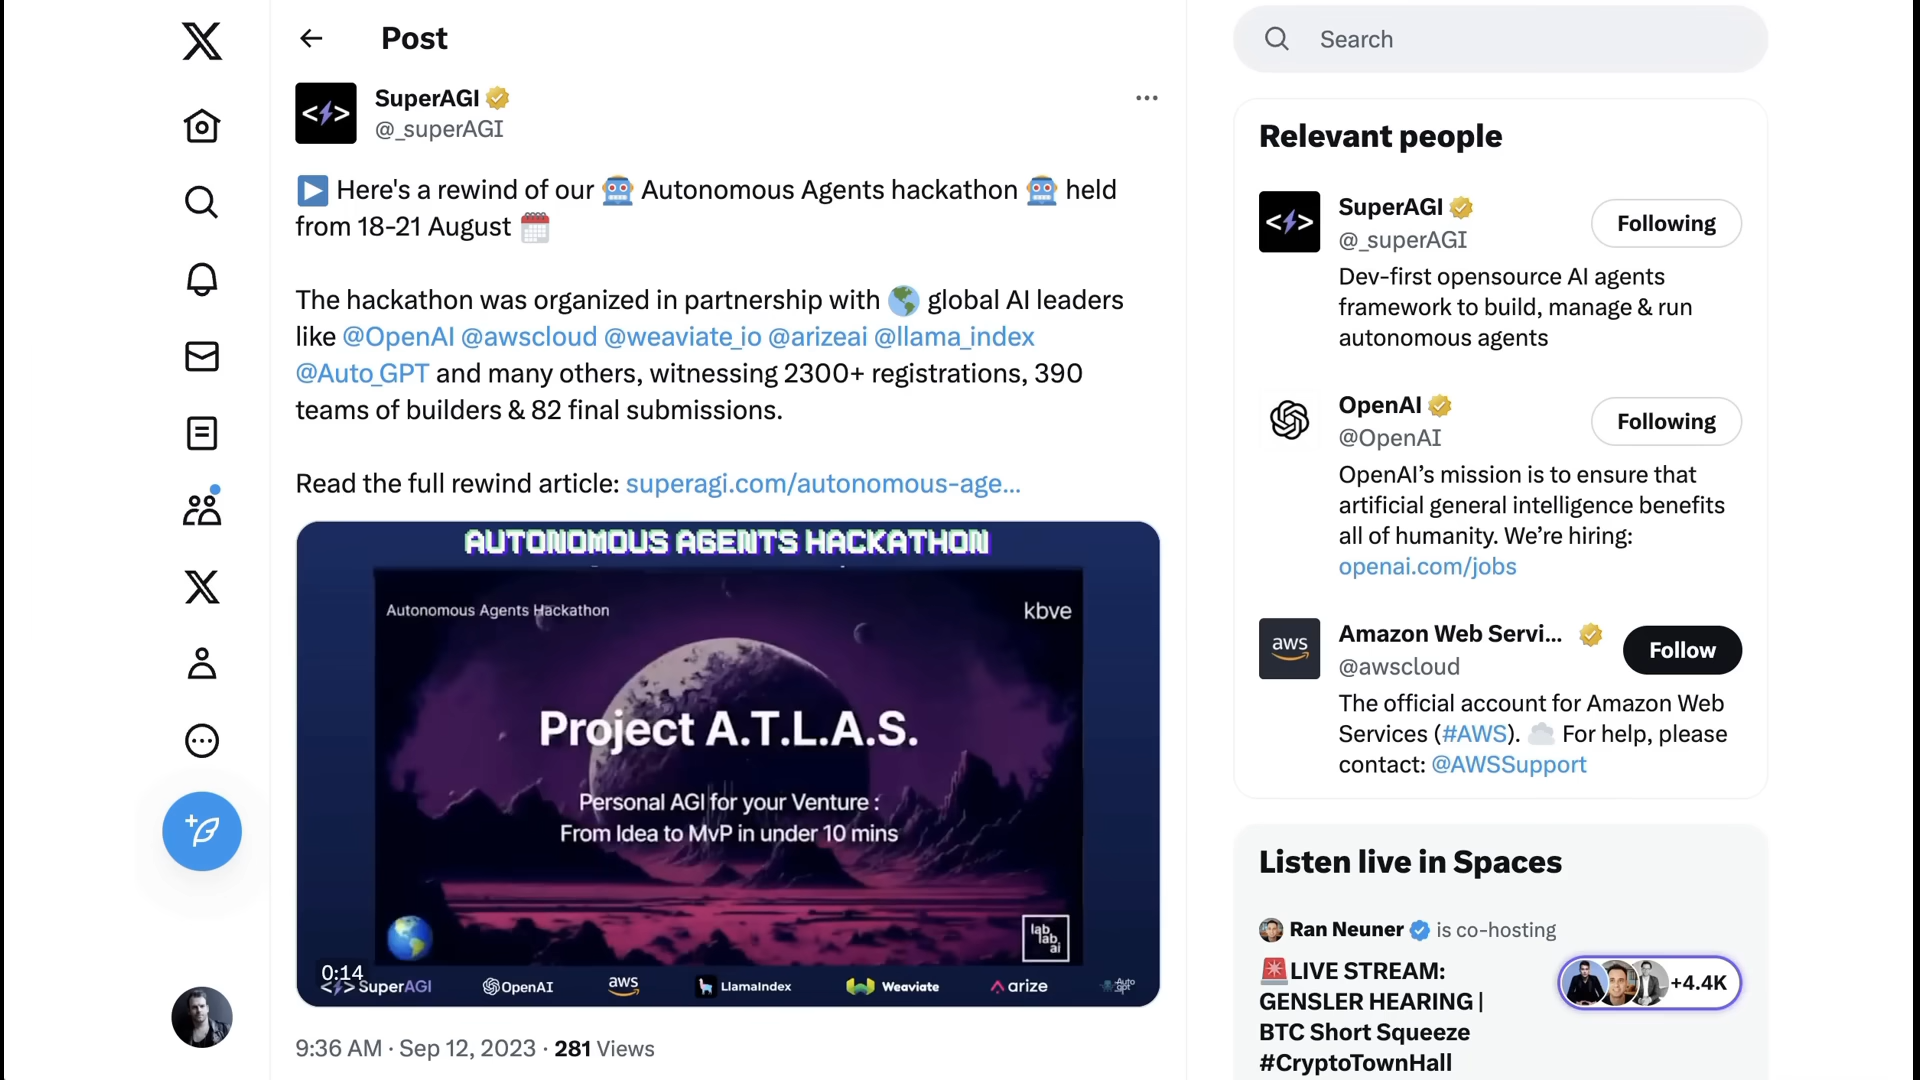 Post
SuperAGI
@_superAGI
Here's a rewind of our Autonomous Agents hackathon held
from 18-21 August
The hackathon was organized in partnership with global AI leaders
like @OpenAI @awscloud @weaviate_io @arizeai @llama_index
@Auto_GPT and many others, witnessing 2300+ registrations, 390
teams of builders & 82 final submissions.
Read the full rewind article: superagi.com/autonomous-age...
AUTONOMOUS AGENTS HACKATHON
Autonomous Agents Hackathon
kbve
Project A.T.L.A.S.
Personal AGI for your Venture :
From Idea to MvP in under 10 mins
lab
lab
ai
0:14
SuperAGI
OpenAI
aws
LlamaIndex
Weaviate
arize
Auto
gpt
9:36 AM · Sep 12, 2023 · 281 Views
Search
Relevant people
SuperAGI
Following
@_superAGI
Dev-first opensource AI agents
framework to build, manage & run
autonomous agents
OpenAI
Following
@OpenAI
OpenAI’s mission is to ensure that
artificial general intelligence benefits
all of humanity. We’re hiring:
openai.com/jobs
aws
Amazon Web Servi...
Follow
@awscloud
The official account for Amazon Web
Services (#AWS). For help, please
contact: @AWSSupport
Listen live in Spaces
Ran Neuner is co-hosting
LIVE STREAM:
GENSLER HEARING |
BTC Short Squeeze
#CryptoTownHall
+4.4K